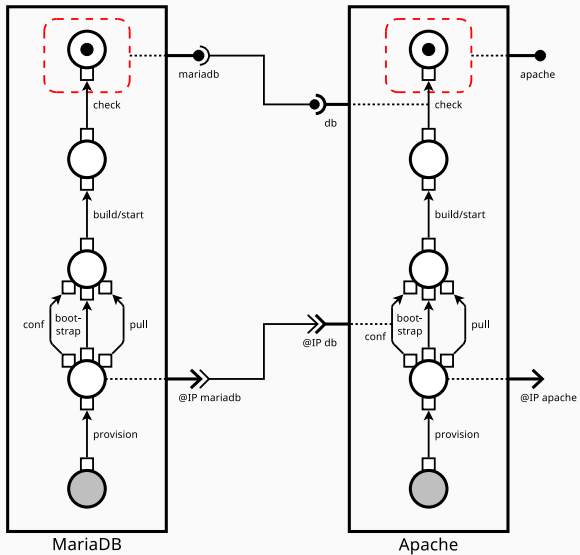 mariadb
check
build/start
conf
boot-
strap
pull
@IP mariadb
provision
MariaDB
db
@IP db
apache
check
build/start
boot-
strap
conf
pull
@IP apache
provision
Apache